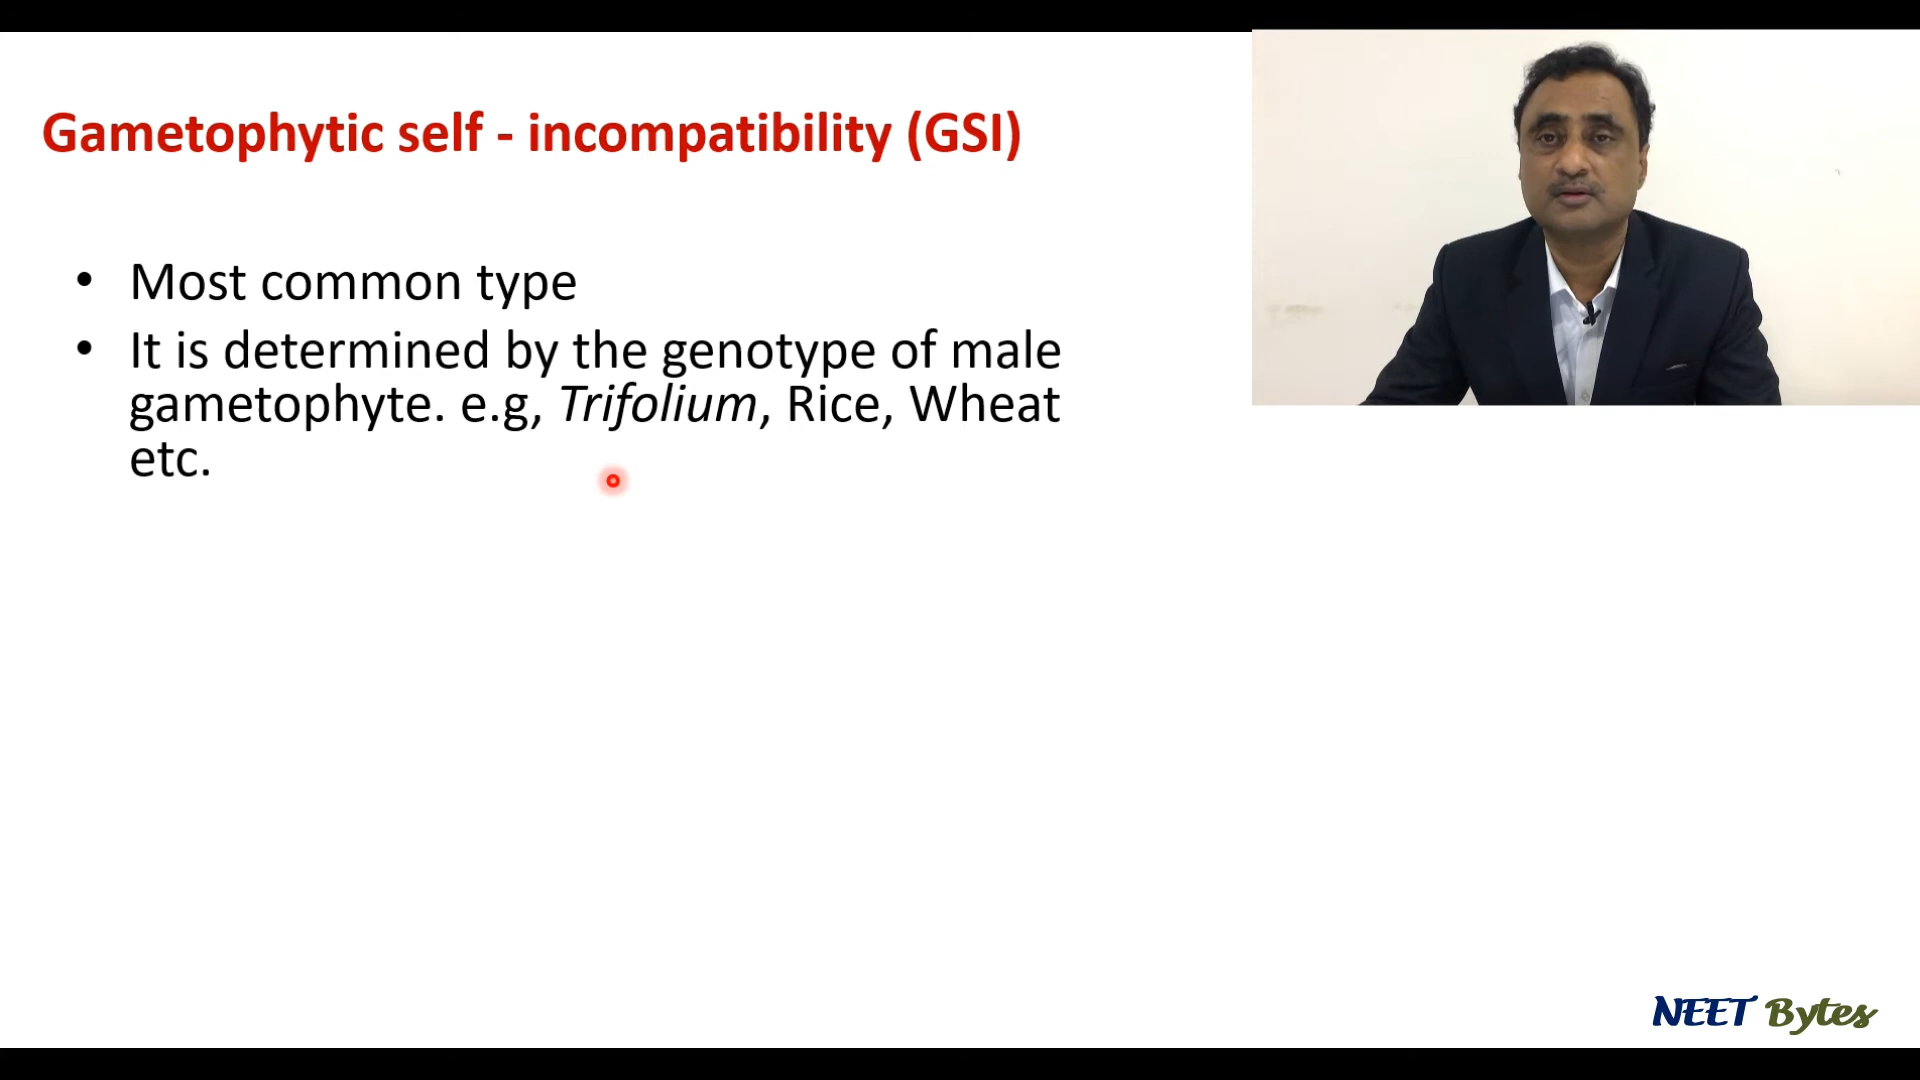 Gametophytic self - incompatibility (GSI)
• Most common type
• It is determined by the genotype of male
gametophyte. e.g, Trifolium, Rice, Wheat
etc.
NEET Bytes